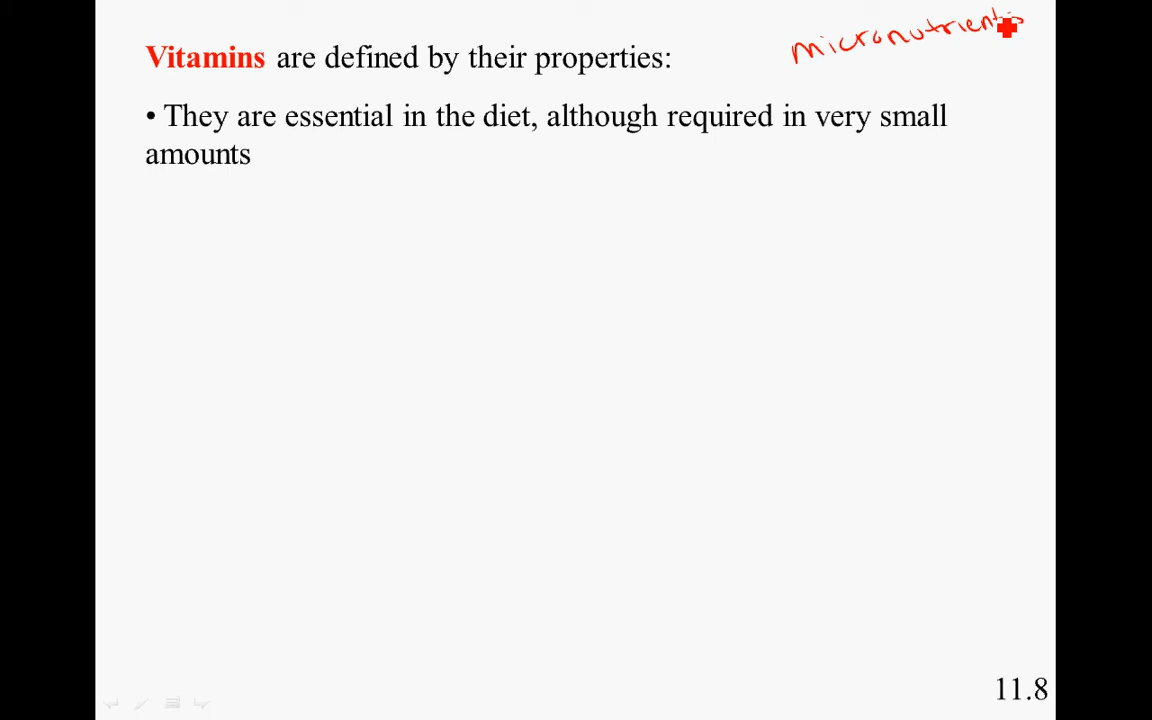 micronutrients
Vitamins are defined by their properties:
• They are essential in the diet, although required in very small
amounts
11.8